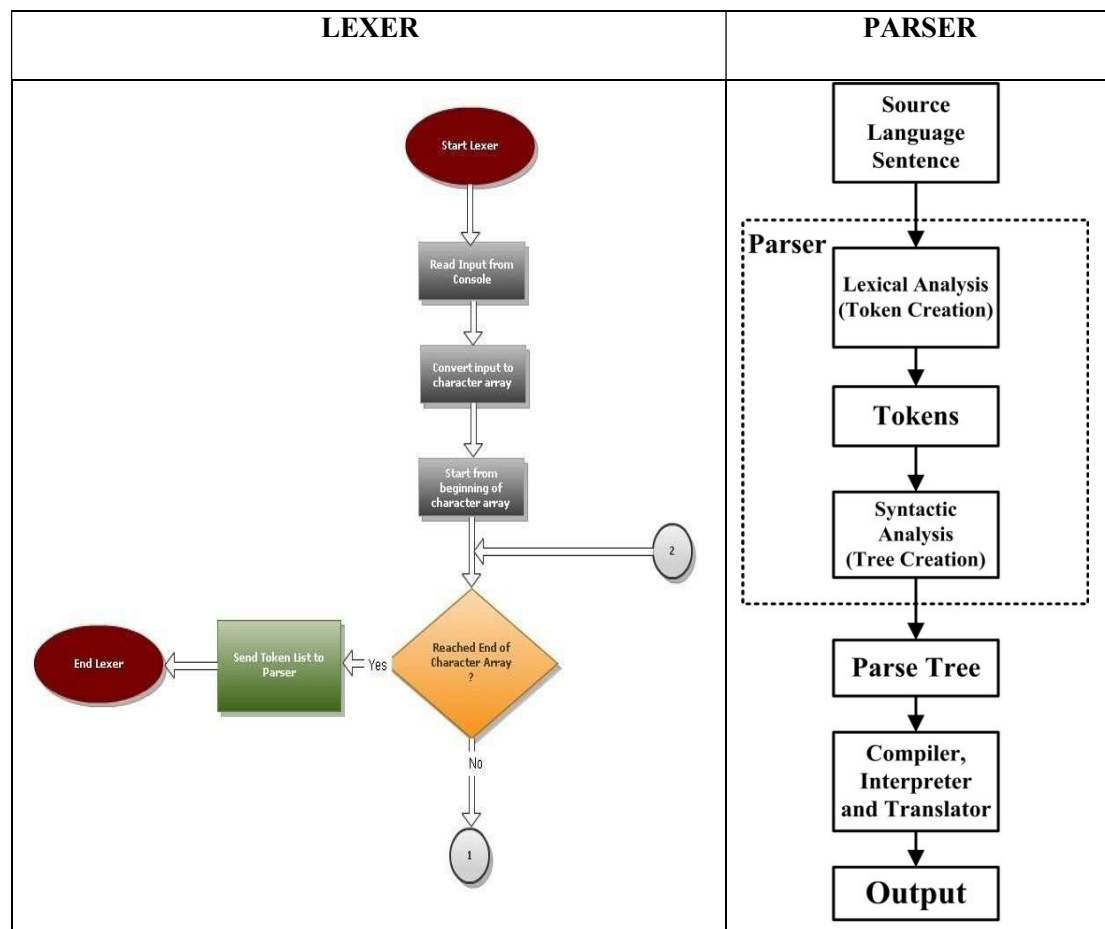 LEXER
Start Lexer
Read Input from
Console
Convert input to
character array
Start from
beginning of
character array
2
Reached End of
Character Array
?
Yes
Send Token List to
Parser
End Lexer
No
1
PARSER
Source
Language
Sentence
Parser
Lexical Analysis
(Token Creation)
Tokens
Syntactic
Analysis
(Tree Creation)
Parse Tree
Compiler,
Interpreter
and Translator
Output